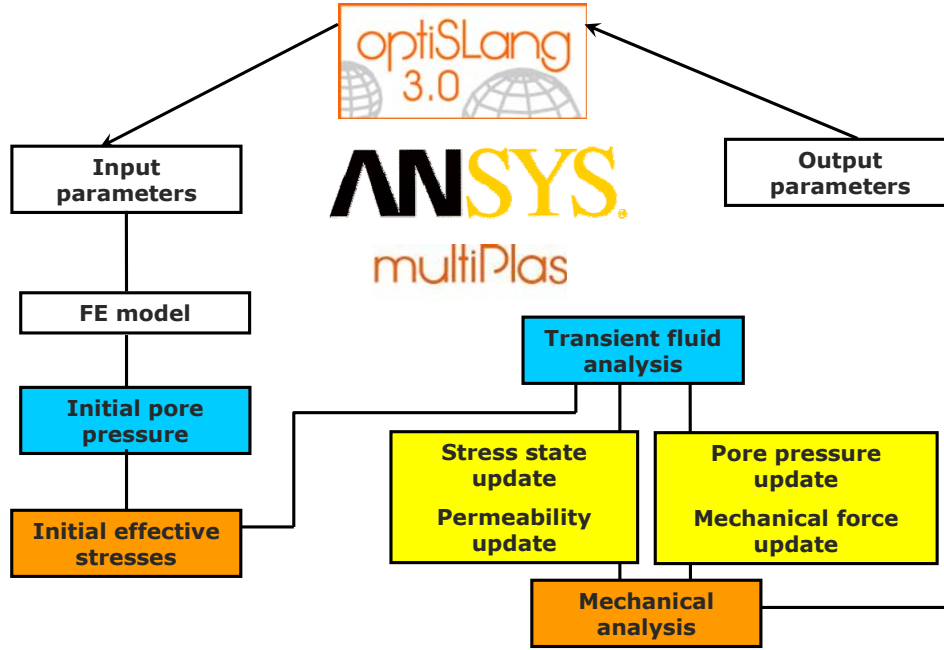 optiSLang
3.0
Input
parameters
ANSYS®
Output
parameters
multiPlas
FE model
Transient fluid
analysis
Initial pore
pressure
Stress state
update
Permeability
update
Pore pressure
update
Mechanical force
update
Initial effective
stresses
Mechanical
analysis